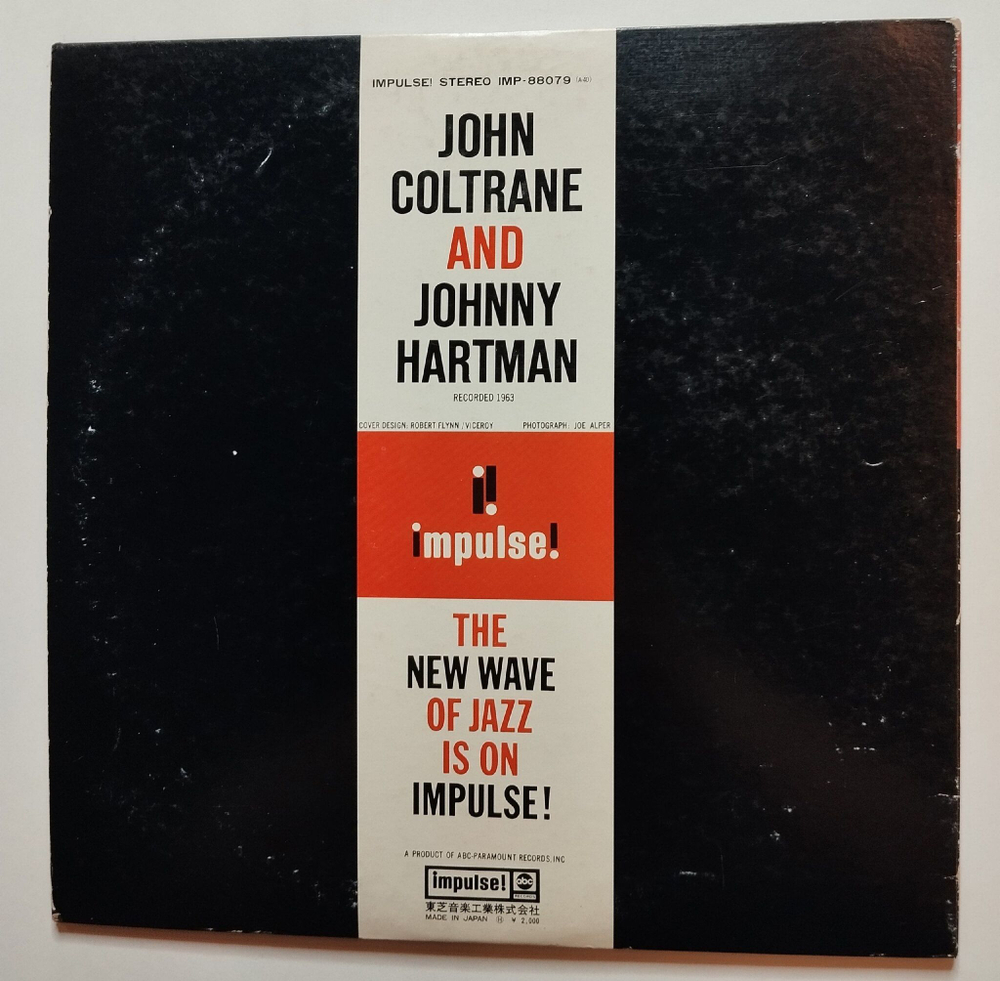 IMPULSE! STEREO IMP-88079 (A40)
JOHN
COLTRANE
AND
JOHNNY
HARTMAN
RECORDED 1963
COVER DESIGN: ROBERT FLYNN / VICEROY PHOTOGRAPH: JOE ALPER
i!
impulse!
THE
NEW WAVE
OF JAZZ
IS ON
IMPULSE!
A PRODUCT OF ABC-PARAMOUNT RECORDS, INC
impulse! abc RECORDS
東芝音楽工業株式会社
MADE IN JAPAN Ⓗ ¥ 2,000